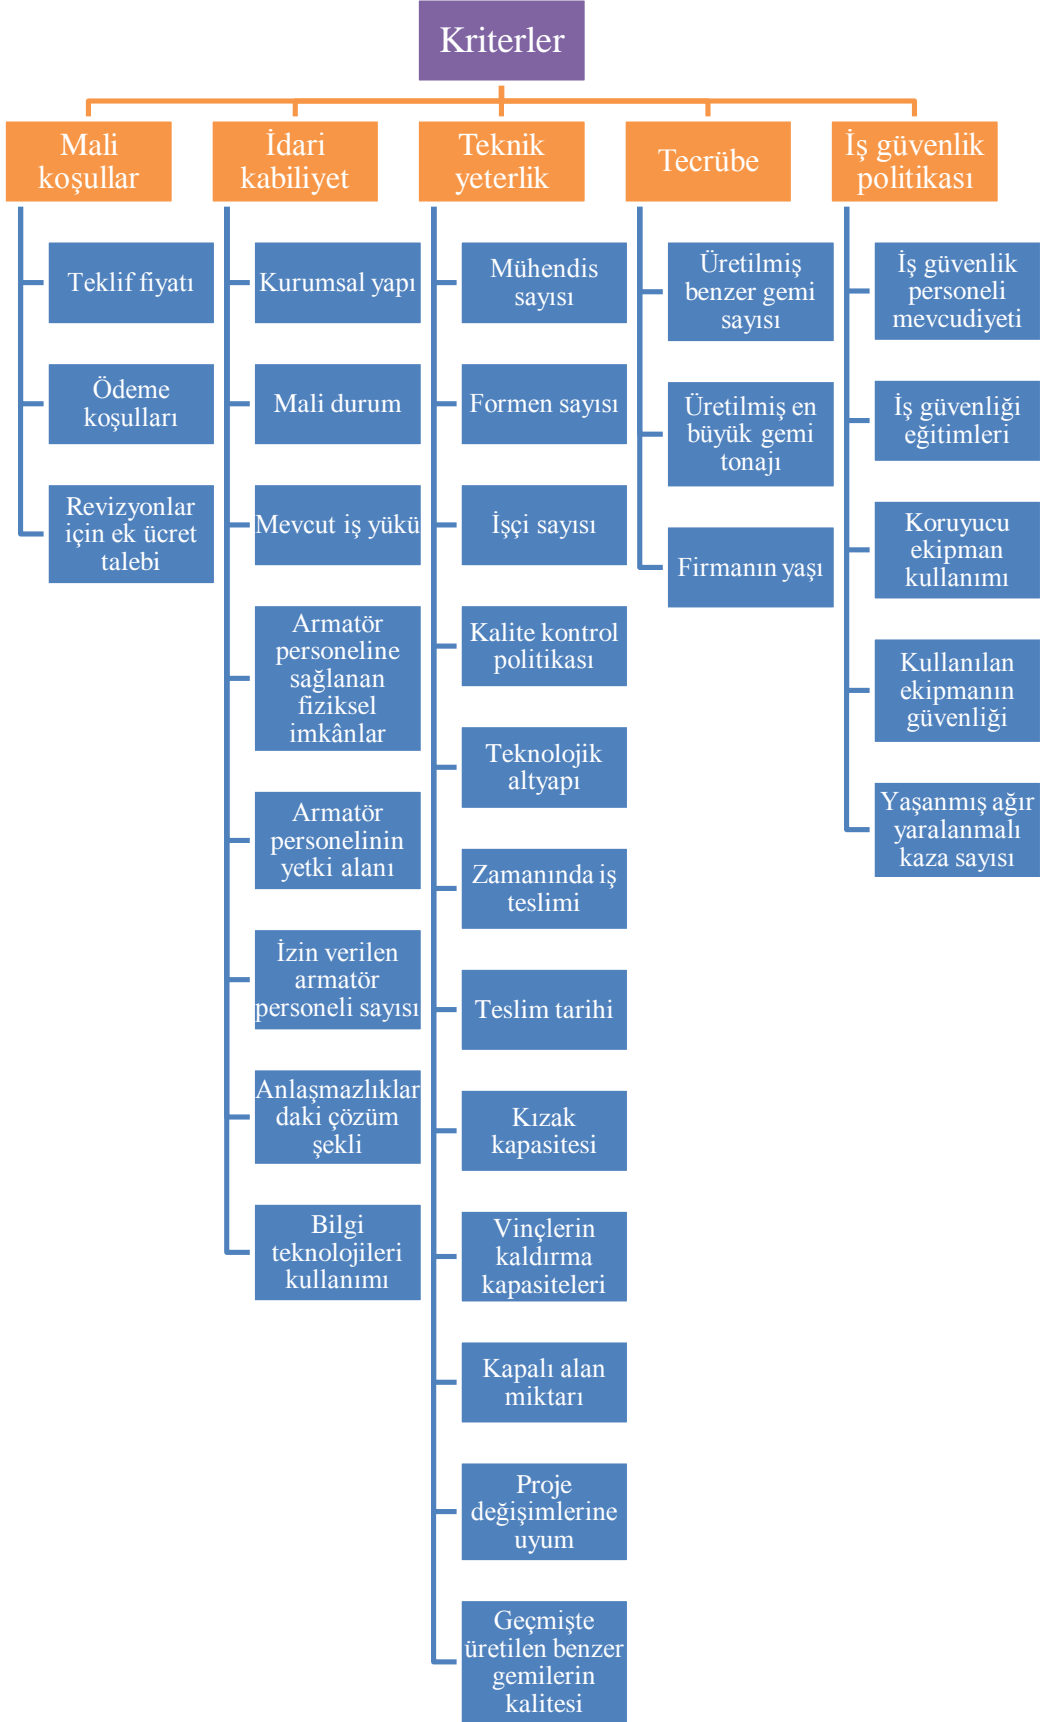 Kriterler
Mali
koşullar
Teklif fiyatı
Ödeme
koşulları
Revizyonlar
için ek ücret
talebi
İdari
kabiliyet
Kurumsal yapı
Mali durum
Mevcut iş yükü
Armatör
personeline
sağlanan
fiziksel
imkânlar
Armatör
personelinin
yetki alanı
İzin verilen
armatör
personeli sayısı
Anlaşmazlıklar
daki çözüm
şekli
Bilgi
teknolojileri
kullanımı
Teknik
yeterlik
Mühendis
sayısı
Formen sayısı
İşçi sayısı
Kalite kontrol
politikası
Teknolojik
altyapı
Zamanında iş
teslimi
Teslim tarihi
Kızak
kapasitesi
Vinçlerin
kaldırma
kapasiteleri
Kapalı alan
miktarı
Proje
değişimlerine
uyum
Geçmişte
üretilen benzer
gemilerin
kalitesi
Tecrübe
Üretilmiş
benzer gemi
sayısı
Üretilmiş en
büyük gemi
tonajı
Firmanın yaşı
İş güvenlik
politikası
İş güvenlik
personeli
mevcudiyeti
İş güvenliği
eğitimleri
Koruyucu
ekipman
kullanımı
Kullanılan
ekipmanın
güvenliği
Yaşanmış ağır
yaralanmalı
kaza sayısı